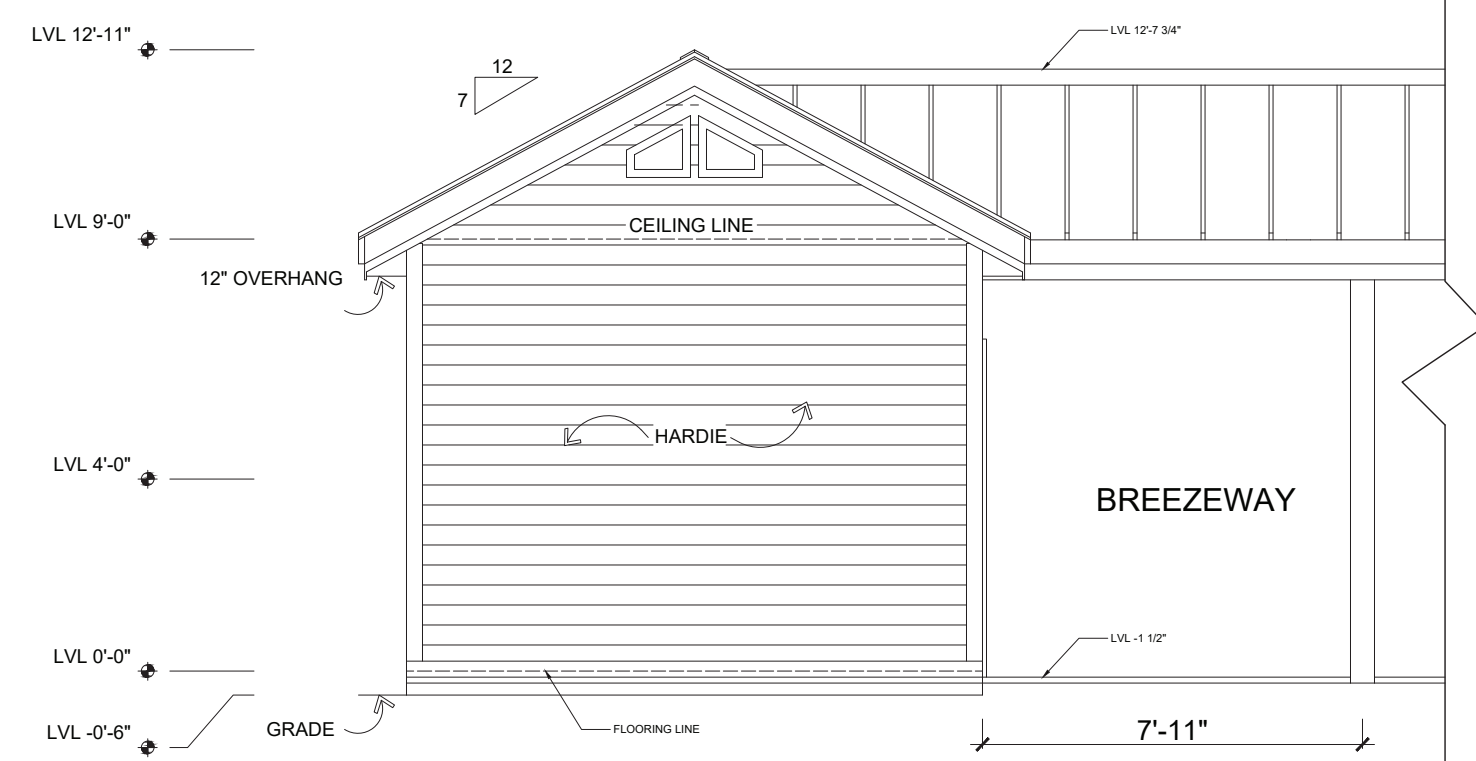 LVL 12'-11"
LVL 12'-7 3/4"
12
7
LVL 9'-0"
CEILING LINE
12" OVERHANG
HARDIE
LVL 4'-0"
BREEZEWAY
LVL -1 1/2"
LVL 0'-0"
GRADE
FLOORING LINE
LVL -0'-6"
7'-11"